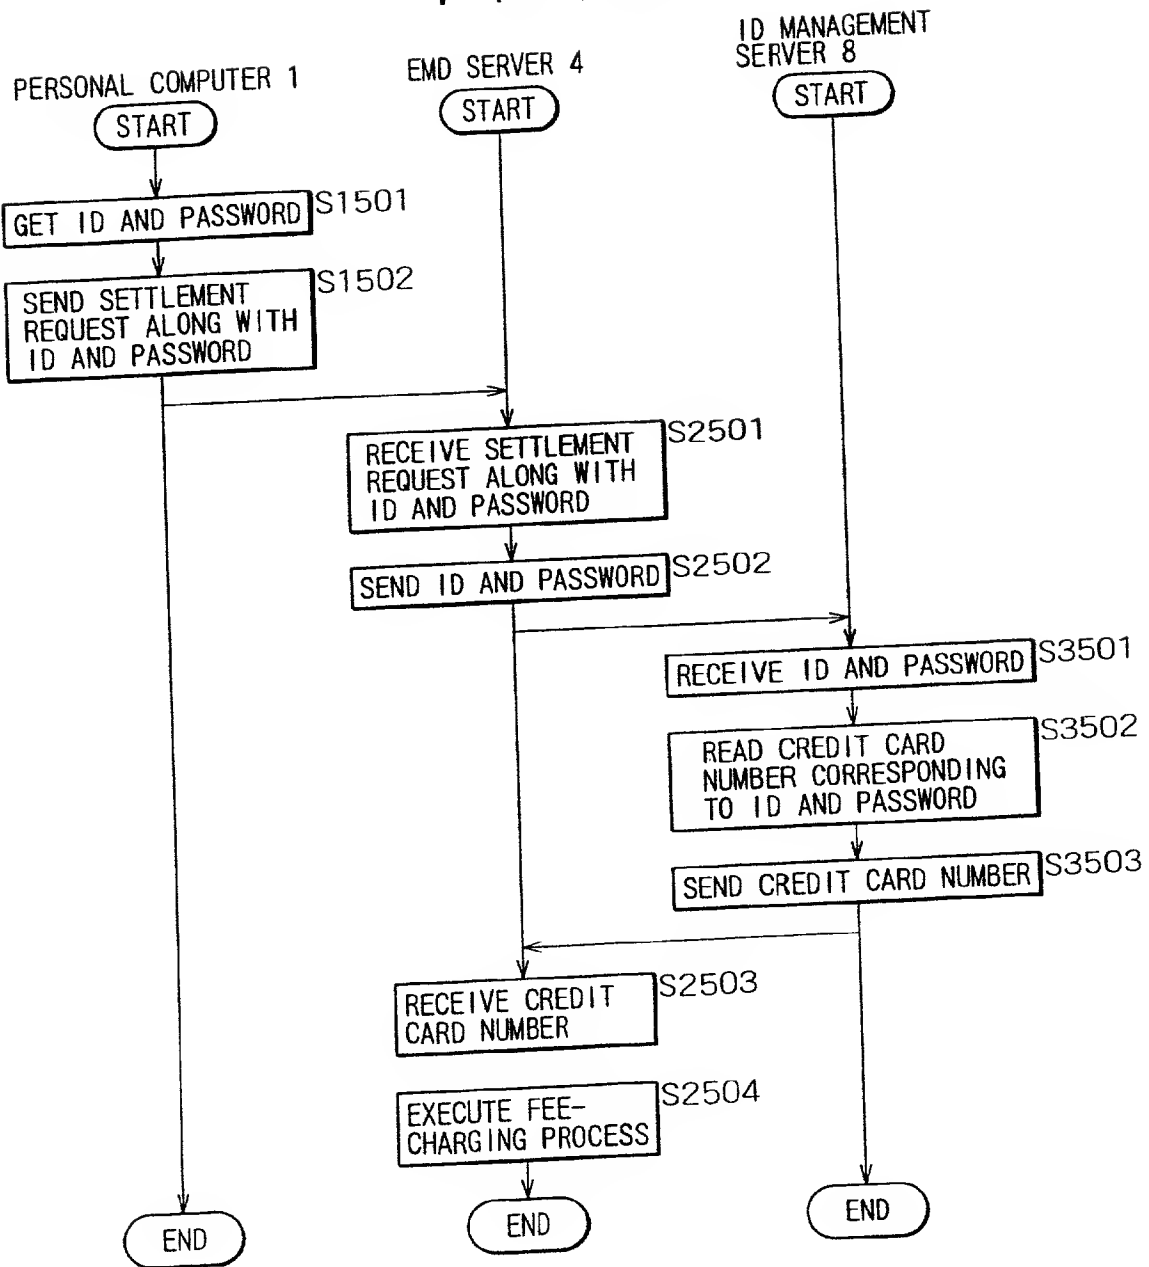 PERSONAL COMPUTER 1
START
GET ID AND PASSWORD
S1501
SEND SETTLEMENT
REQUEST ALONG WITH
ID AND PASSWORD
S1502
END
EMD SERVER 4
START
RECEIVE SETTLEMENT
REQUEST ALONG WITH
ID AND PASSWORD
S2501
SEND ID AND PASSWORD
S2502
RECEIVE CREDIT
CARD NUMBER
S2503
EXECUTE FEE-
CHARGING PROCESS
S2504
END
ID MANAGEMENT
SERVER 8
START
RECEIVE ID AND PASSWORD
S3501
READ CREDIT CARD
NUMBER CORRESPONDING
TO ID AND PASSWORD
S3502
SEND CREDIT CARD NUMBER
S3503
END